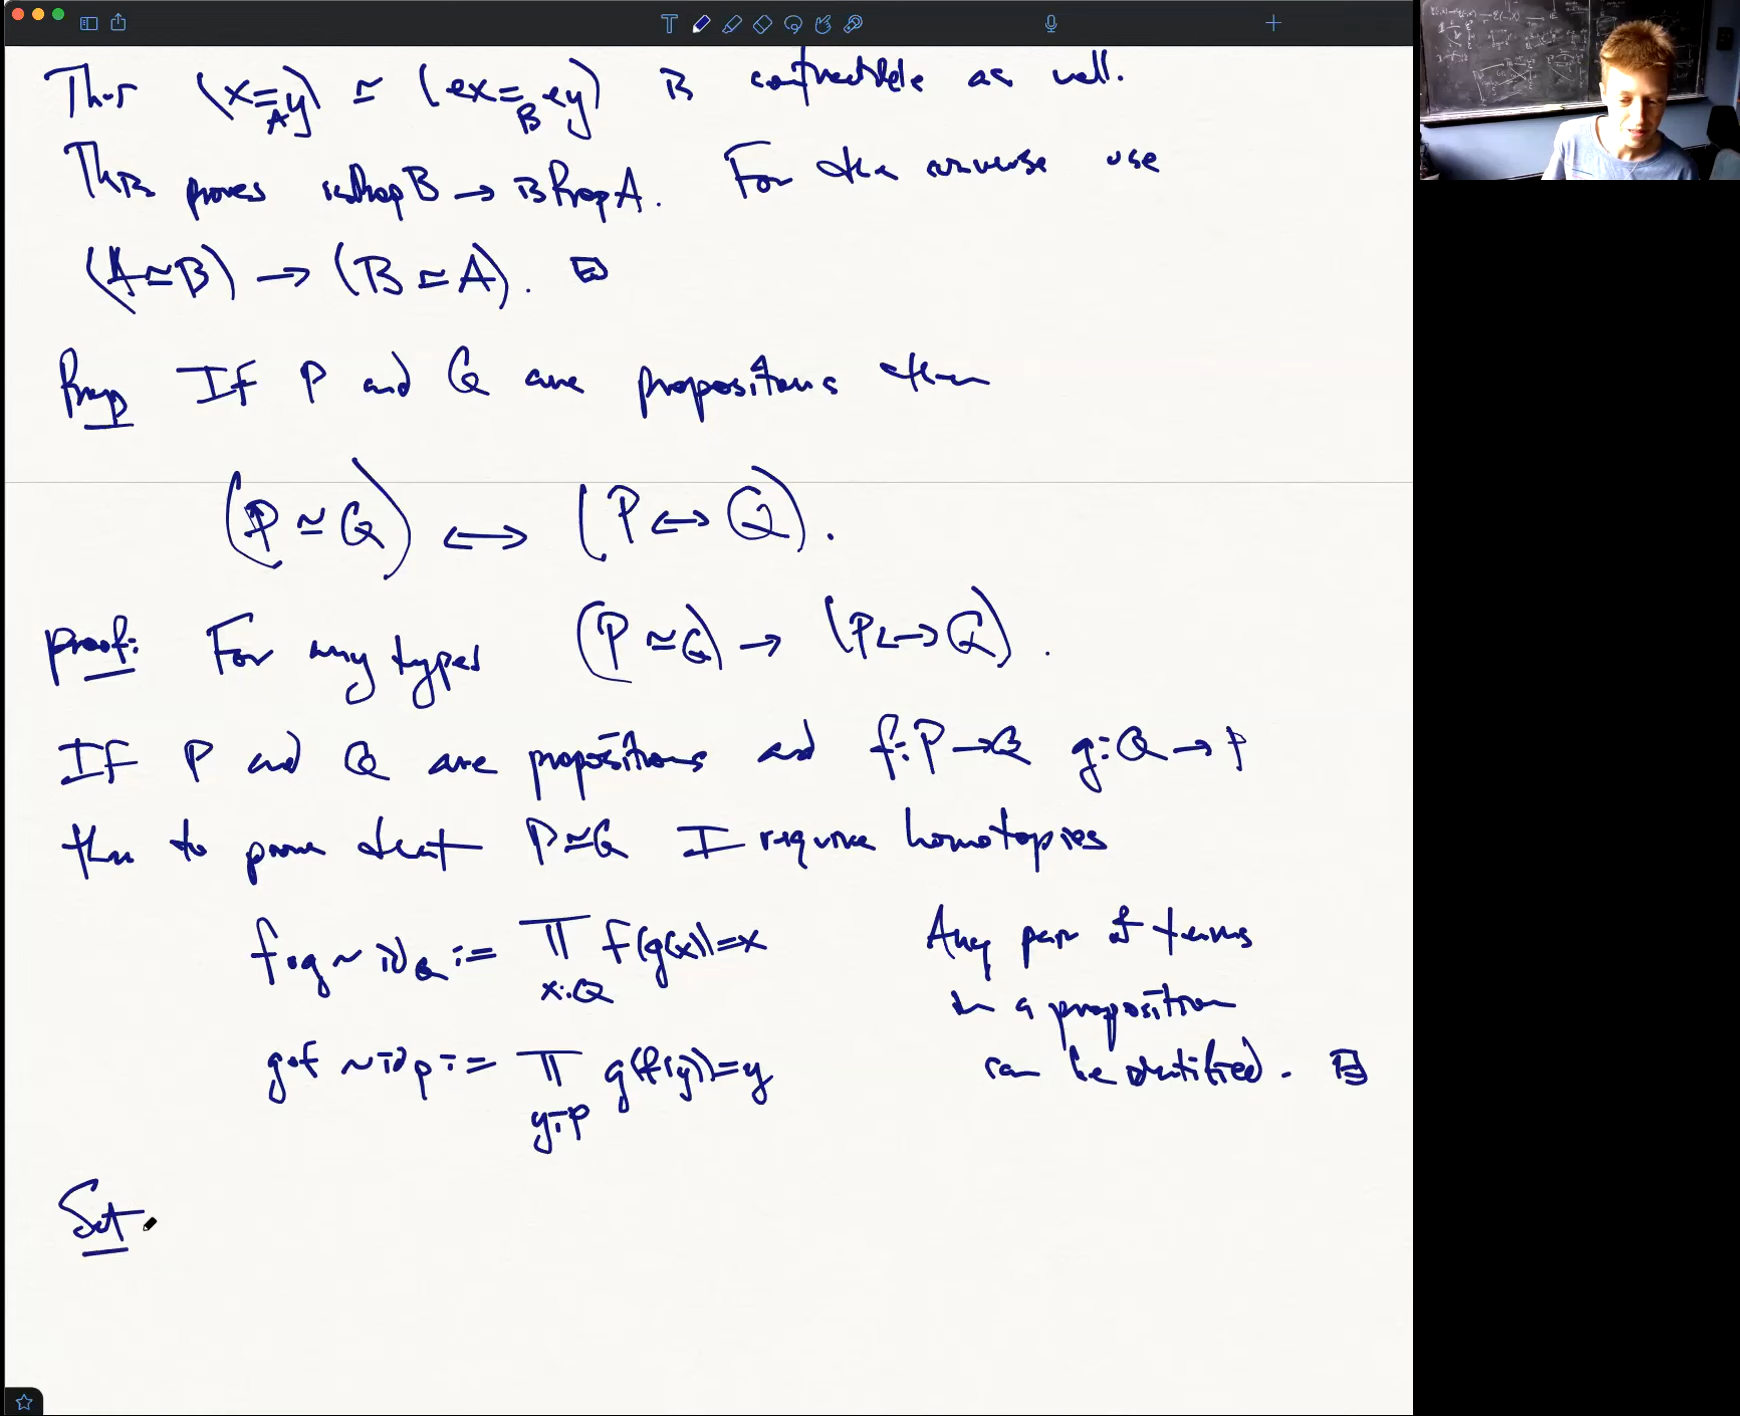 Thus (x =_A y) ≃ (ex =_B ey) is contractible as well.
This proves isProp B → isProp A. For the converse use
(A ≃ B) → (B ≃ A). □
Prop If P and Q are propositions then
(P ≃ Q) ↔ (P ↔ Q).
Proof: For any types (P ≃ Q) → (P ↔ Q).
If P and Q are propositions and f: P → Q g: Q → P
then to prove that P ≃ Q I require homotopies
f∘g ~ id_Q := Π_{x:Q} f(g(x)) = x
g∘f ~ id_P := Π_{y:P} g(f(y)) = y
Any pair of terms
in a proposition
can be identified. □
Set